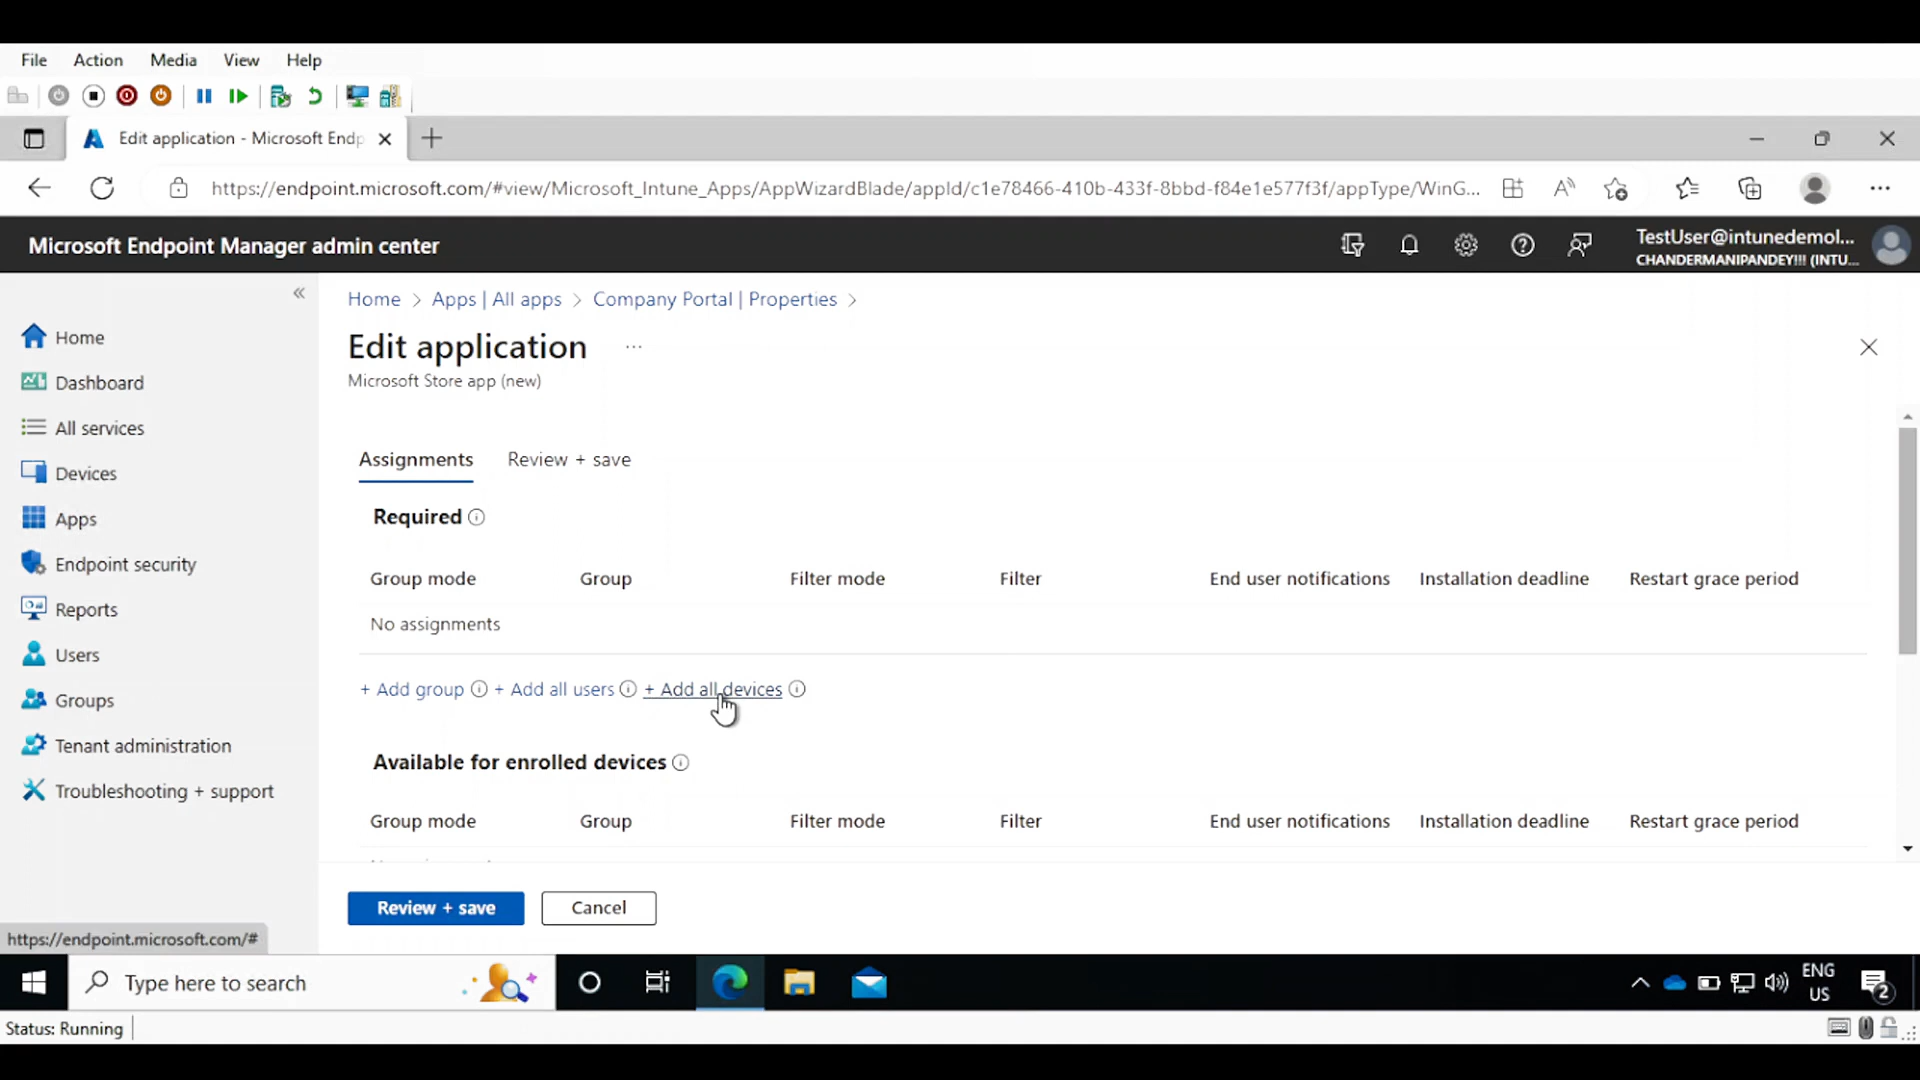 File Action Media View Help
Edit application - Microsoft Endp
https://endpoint.microsoft.com/#view/Microsoft_Intune_Apps/AppWizardBlade/appId/c1e78466-410b-433f-8bbd-f84e1e577f3f/appType/WinG...
Microsoft Endpoint Manager admin center
TestUser@intunedemol...
CHANDERMANIPANDEY!!! (INTU...
Home > Apps | All apps > Company Portal | Properties >
Edit application ...
Microsoft Store app (new)
Home
Dashboard
All services
Devices
Apps
Endpoint security
Reports
Users
Groups
Tenant administration
Troubleshooting + support
Assignments Review + save
Required
Group mode Group Filter mode Filter End user notifications Installation deadline Restart grace period
No assignments
+ Add group + Add all users + Add all devices
Available for enrolled devices
Group mode Group Filter mode Filter End user notifications Installation deadline Restart grace period
Review + save Cancel
https://endpoint.microsoft.com/#
Type here to search
ENG
US
2
Status: Running